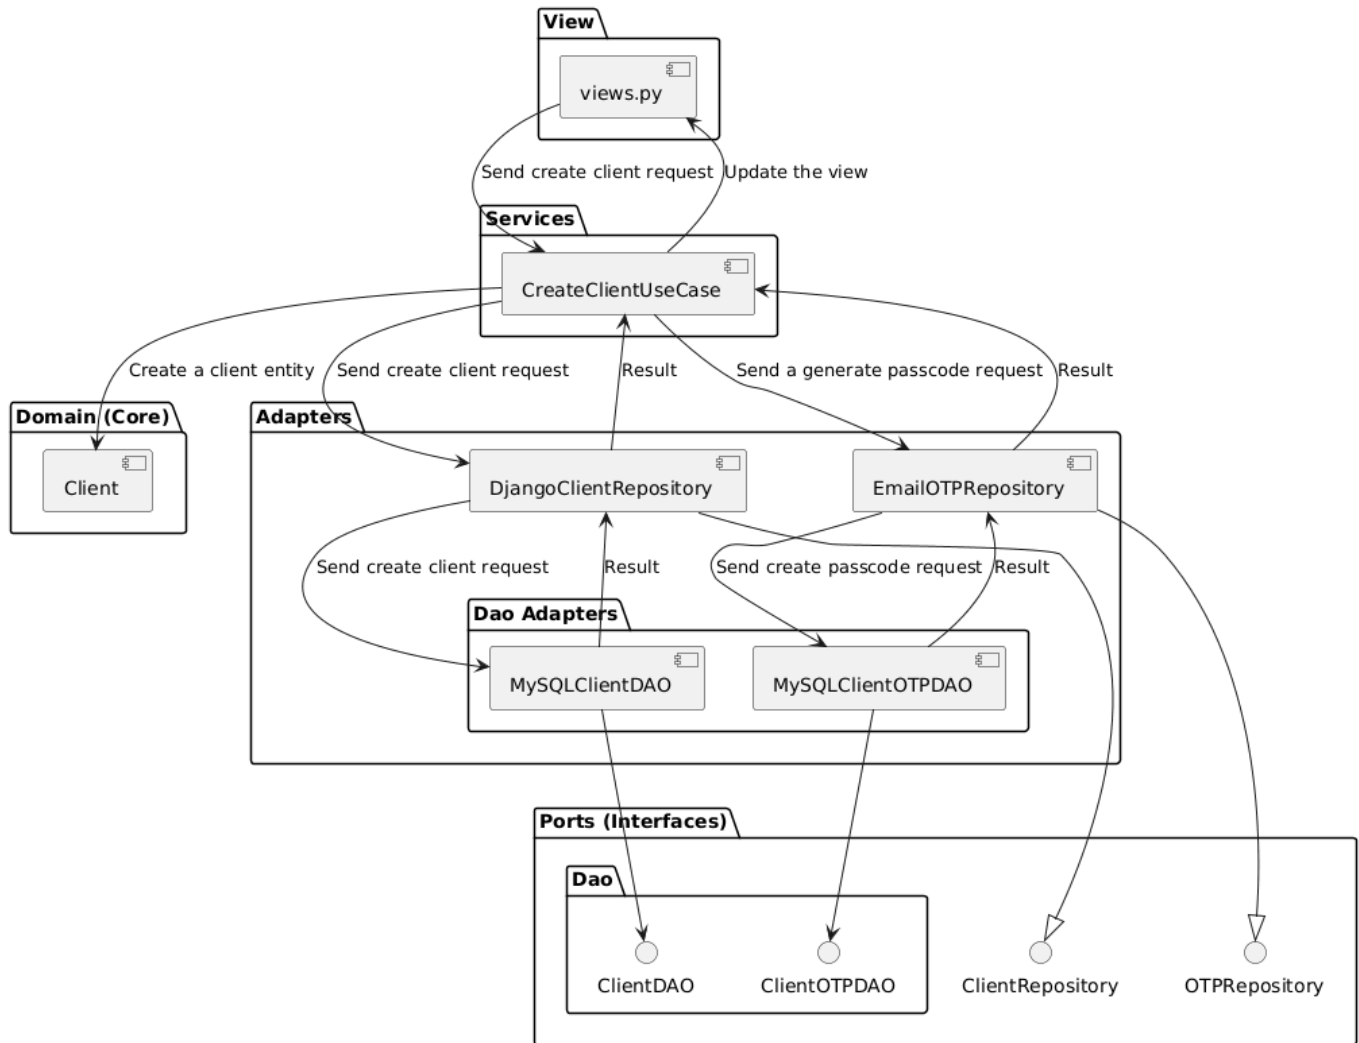 View
views.py
Send create client request
Update the view
Services
CreateClientUseCase
Create a client entity
Send create client request
Result
Send a generate passcode request
Result
Domain (Core)
Client
Adapters
DjangoClientRepository
EmailOTPRepository
Send create client request
Result
Send create passcode request
Result
Dao Adapters
MySQLClientDAO
MySQLClientOTPDAO
Ports (Interfaces)
Dao
ClientDAO
ClientOTPDAO
ClientRepository
OTPRepository